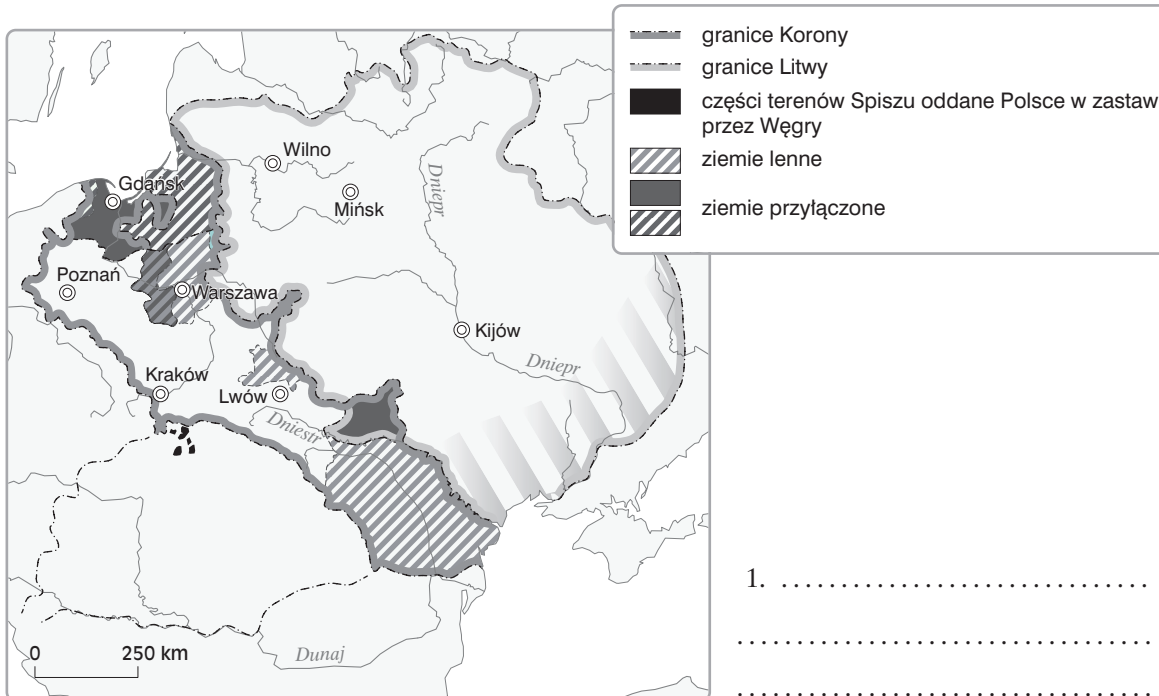 granice Korony
granice Litwy
części terenów Spiszu oddane Polsce w zastaw
przez Węgry
ziemie lenne
ziemie przyłączone
Wilno
Gdańsk
Mińsk
Dniepr
Poznań
Warszawa
Kijów
Dniepr
Kraków
Lwów
Dniestr
0 250 km
Dunaj
1. ...............................
...................................
...................................